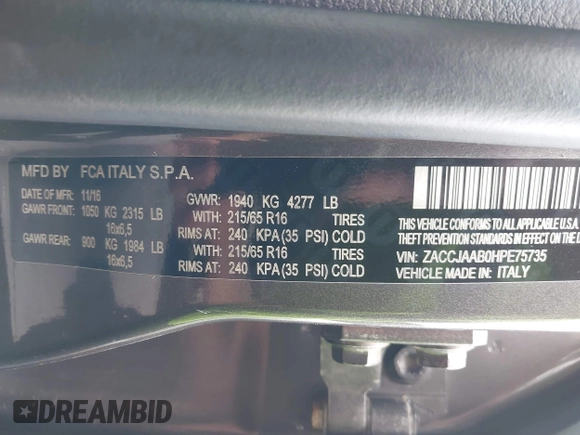 MFD BY FCA ITALY S.P.A.
DATE OF MFR: 11/16 GVWR: 1940 KG 4277 LB
GAWR FRONT: 1050 KG 2315 LB WITH: 215/65 R16 TIRES
16x6,5 RIMS AT: 240 KPA (35 PSI) COLD
GAWR REAR: 900 KG 1984 LB WITH: 215/65 R16 TIRES
16x6,5 RIMS AT: 240 KPA (35 PSI) COLD
THIS VEHICLE CONFORMS TO ALL APPLICABLE U.S.A.
THEFT PREVENTION STANDARDS IN EFFECT ON THE D
VIN: ZACCJAAB0HPE75735
VEHICLE MADE IN: ITALY
DREAMBID